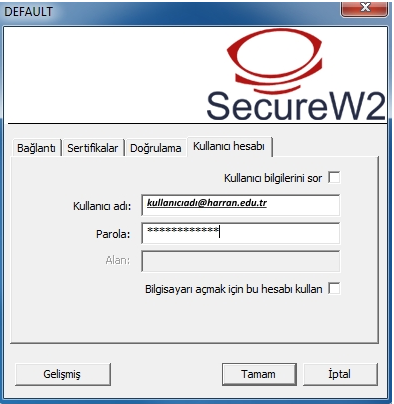 DEFAULT
SecureW2
Bağlantı Sertifikalar Doğrulama Kullanıcı hesabı
Kullanıcı bilgilerini sor
Kullanıcı adı: kullanıcıadı@harran.edu.tr
Parola: ************
Alan:
Bilgisayarı açmak için bu hesabı kullan
Gelişmiş Tamam İptal